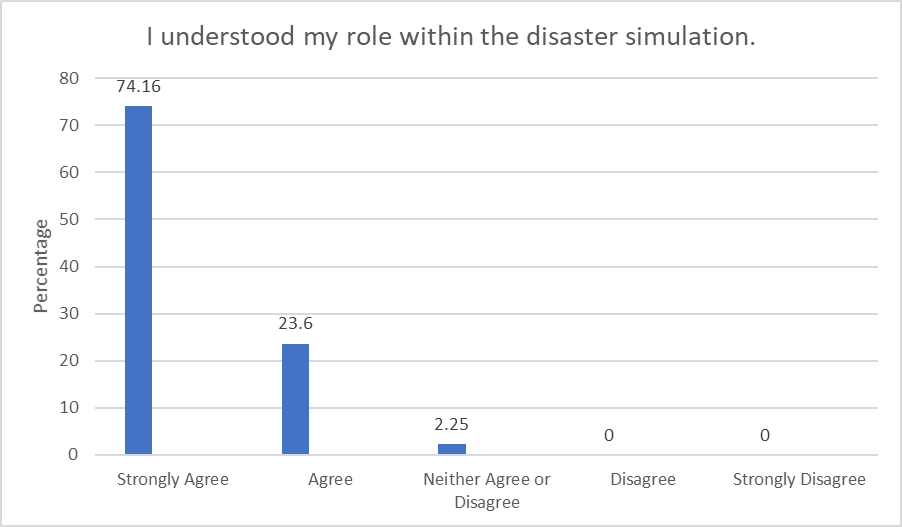 I understood my role within the disaster simulation.
Percentage
80
70
60
50
40
30
20
10
0
74.16
23.6
2.25
0
0
Strongly Agree
Agree
Neither Agree or
Disagree
Disagree
Strongly Disagree